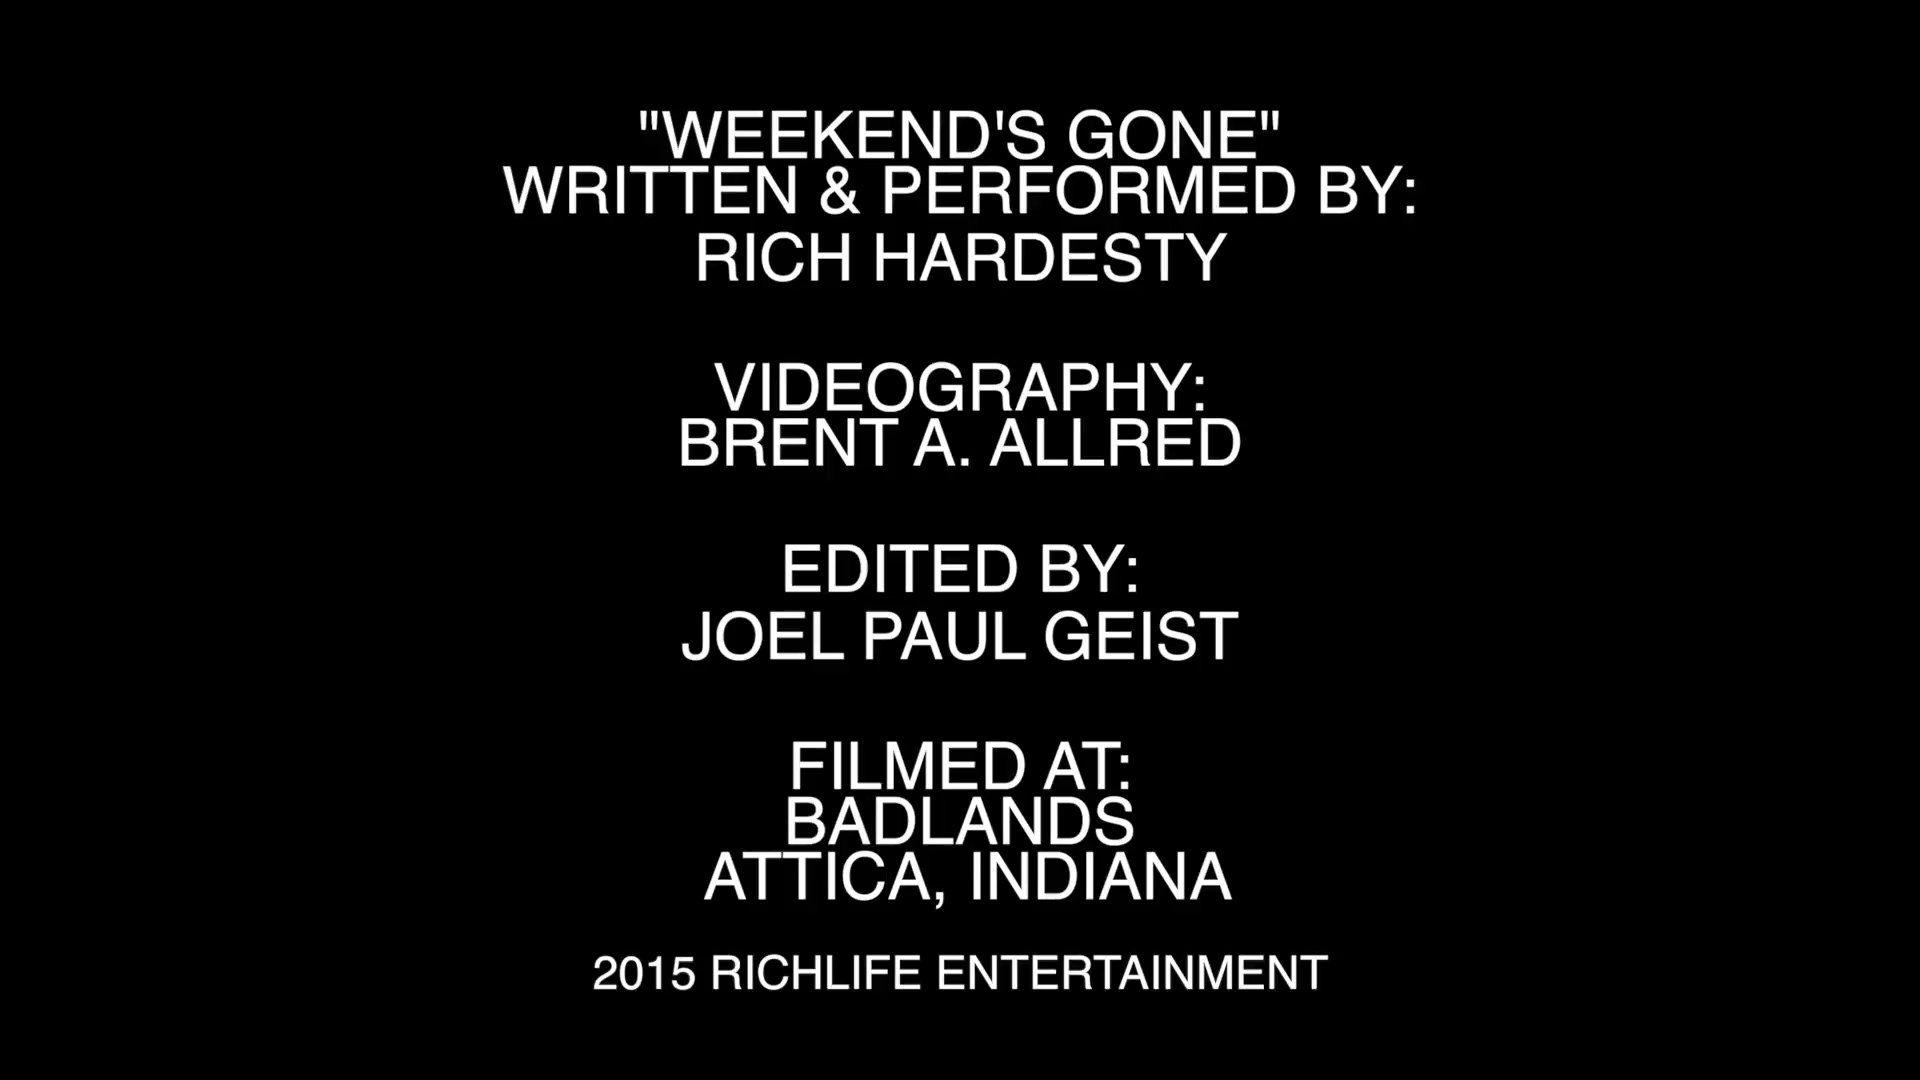 "WEEKEND'S GONE"
WRITTEN & PERFORMED BY:
RICH HARDESTY
VIDEOGRAPHY:
BRENT A. ALLRED
EDITED BY:
JOEL PAUL GEIST
FILMED AT:
BADLANDS
ATTICA, INDIANA
2015 RICHLIFE ENTERTAINMENT